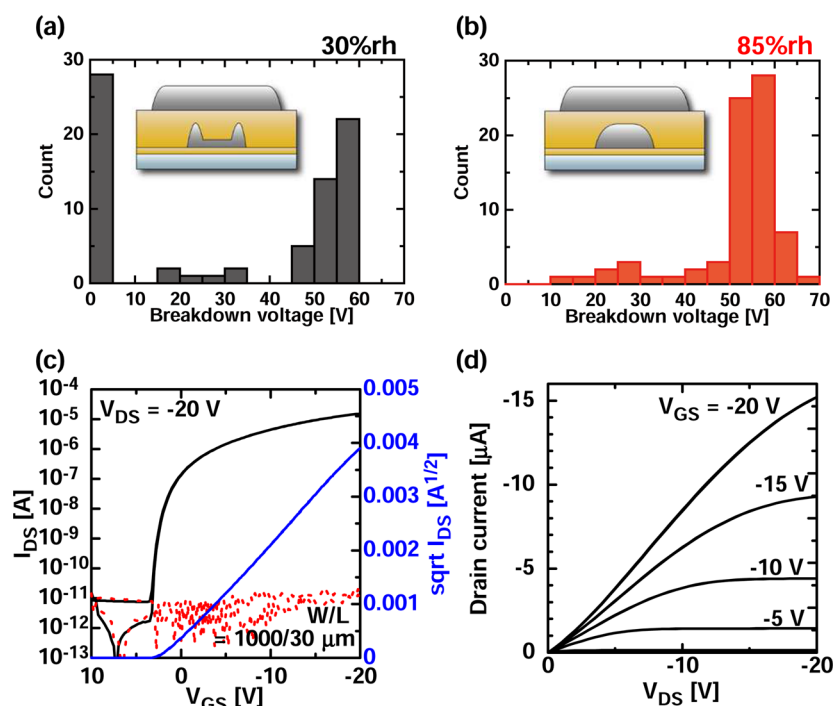 (a)
30%rh
30
20
10
0
Count
0 10 20 30 40 50 60 70
Breakdown voltage [V]
(b)
85%rh
30
20
10
0
Count
0 10 20 30 40 50 60 70
Breakdown voltage [V]
(c)
10-4
10-5
10-6
10-7
10-8
10-9
10-10
10-11
10-12
10-13
IDS [A]
VDS = -20 V
W/L
= 1000/30 µm
0.005
0.004
0.003
0.002
0.001
0
sqrt IDS [A1/2]
10 0 -10 -20
VGS [V]
(d)
-15
-10
-5
0
Drain current [µA]
VGS = -20 V
-15 V
-10 V
-5 V
0 -10 -20
VDS [V]